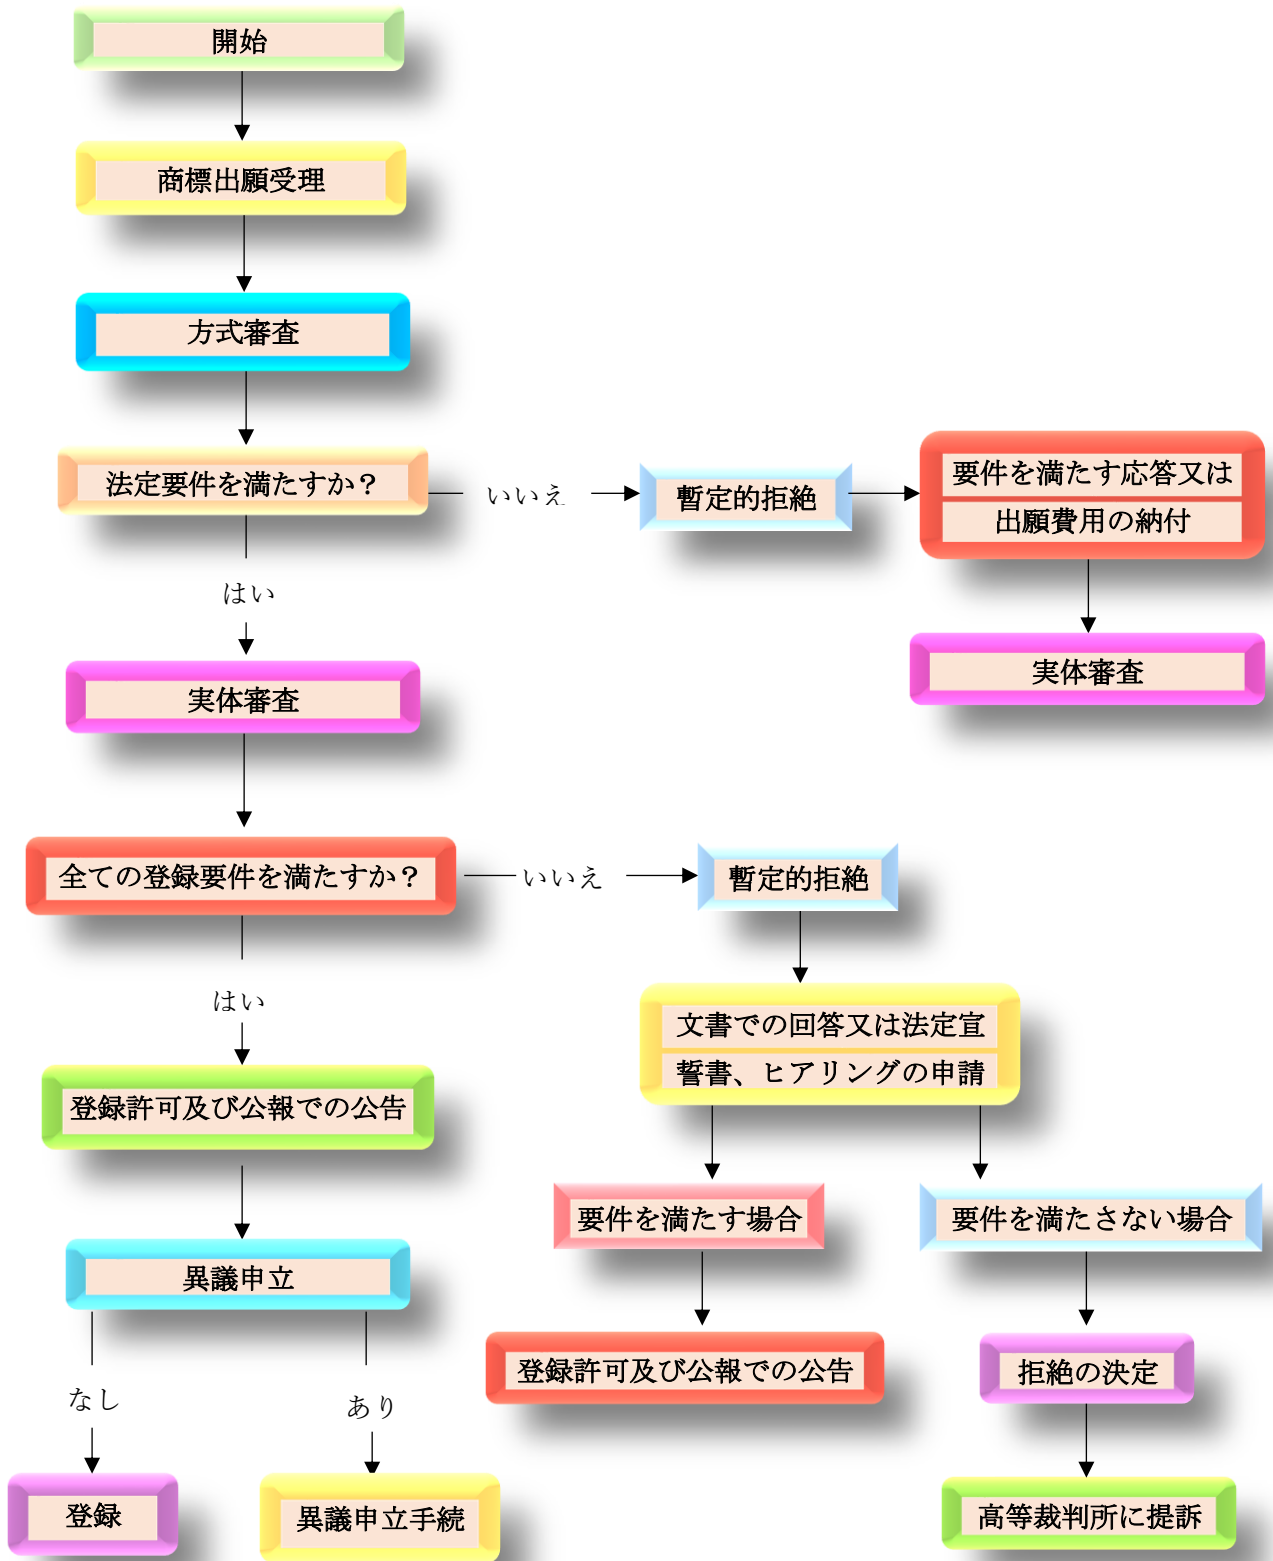 開始
商標出願受理
方式審査
法定要件を満たすか？
いいえ
暫定的拒絶
要件を満たす応答又は
出願費用の納付
はい
実体審査
実体審査
全ての登録要件を満たすか？
いいえ
暫定的拒絶
はい
文書での回答又は法定宣
誓書、ヒアリングの申請
登録許可及び公報での公告
要件を満たす場合
要件を満たさない場合
異議申立
登録許可及び公報での公告
拒絶の決定
なし
あり
登録
異議申立手続
高等裁判所に提訴